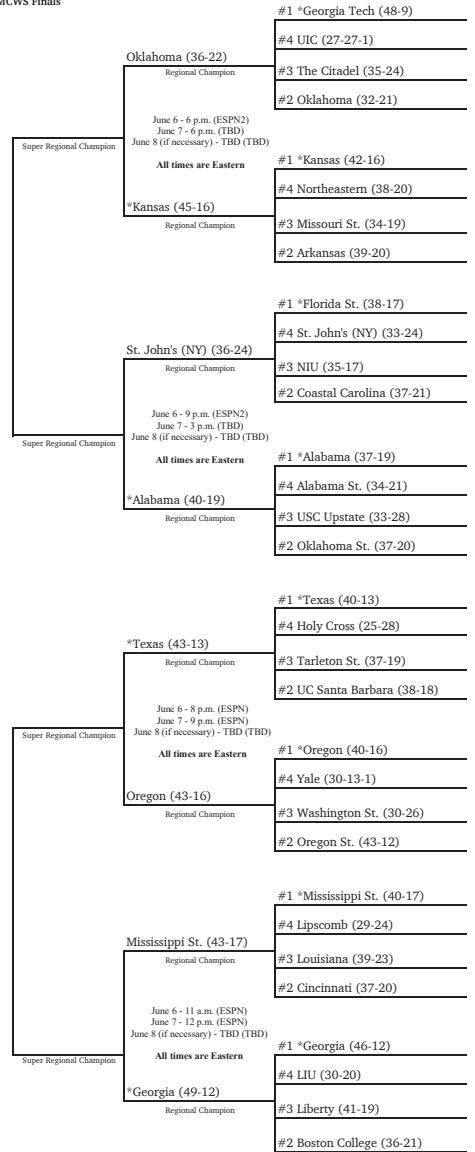 MCWS Finals
#1 *Georgia Tech (48-9)
#4 UIC (27-27-1)
Oklahoma (36-22)
Regional Champion
#3 The Citadel (35-24)
#2 Oklahoma (32-21)
June 6 - 6 p.m. (ESPN2)
June 7 - 6 p.m. (TBD)
June 8 (if necessary) - TBD (TBD)
Super Regional Champion
All times are Eastern
#1 *Kansas (42-16)
#4 Northeastern (38-20)
*Kansas (45-16)
Regional Champion
#3 Missouri St. (34-19)
#2 Arkansas (39-20)
#1 *Florida St. (38-17)
#4 St. John's (NY) (33-24)
St. John's (NY) (36-24)
Regional Champion
#3 NIU (35-17)
#2 Coastal Carolina (37-21)
June 6 - 9 p.m. (ESPN2)
June 7 - 3 p.m. (TBD)
June 8 (if necessary) - TBD (TBD)
Super Regional Champion
All times are Eastern
#1 *Alabama (37-19)
#4 Alabama St. (34-21)
*Alabama (40-19)
Regional Champion
#3 USC Upstate (33-28)
#2 Oklahoma St. (37-20)
#1 *Texas (40-13)
#4 Holy Cross (25-28)
*Texas (43-13)
Regional Champion
#3 Tarleton St. (37-19)
#2 UC Santa Barbara (38-18)
June 6 - 8 p.m. (ESPN)
June 7 - 9 p.m. (ESPN)
June 8 (if necessary) - TBD (TBD)
Super Regional Champion
All times are Eastern
#1 *Oregon (40-16)
#4 Yale (30-13-1)
Oregon (43-16)
Regional Champion
#3 Washington St. (30-26)
#2 Oregon St. (43-12)
#1 *Mississippi St. (40-17)
#4 Lipscomb (29-24)
Mississippi St. (43-17)
Regional Champion
#3 Louisiana (39-23)
#2 Cincinnati (37-20)
June 6 - 11 a.m. (ESPN)
June 7 - 12 p.m. (ESPN)
June 8 (if necessary) - TBD (TBD)
Super Regional Champion
All times are Eastern
#1 *Georgia (46-12)
#4 LIU (30-20)
*Georgia (49-12)
Regional Champion
#3 Liberty (41-19)
#2 Boston College (36-21)